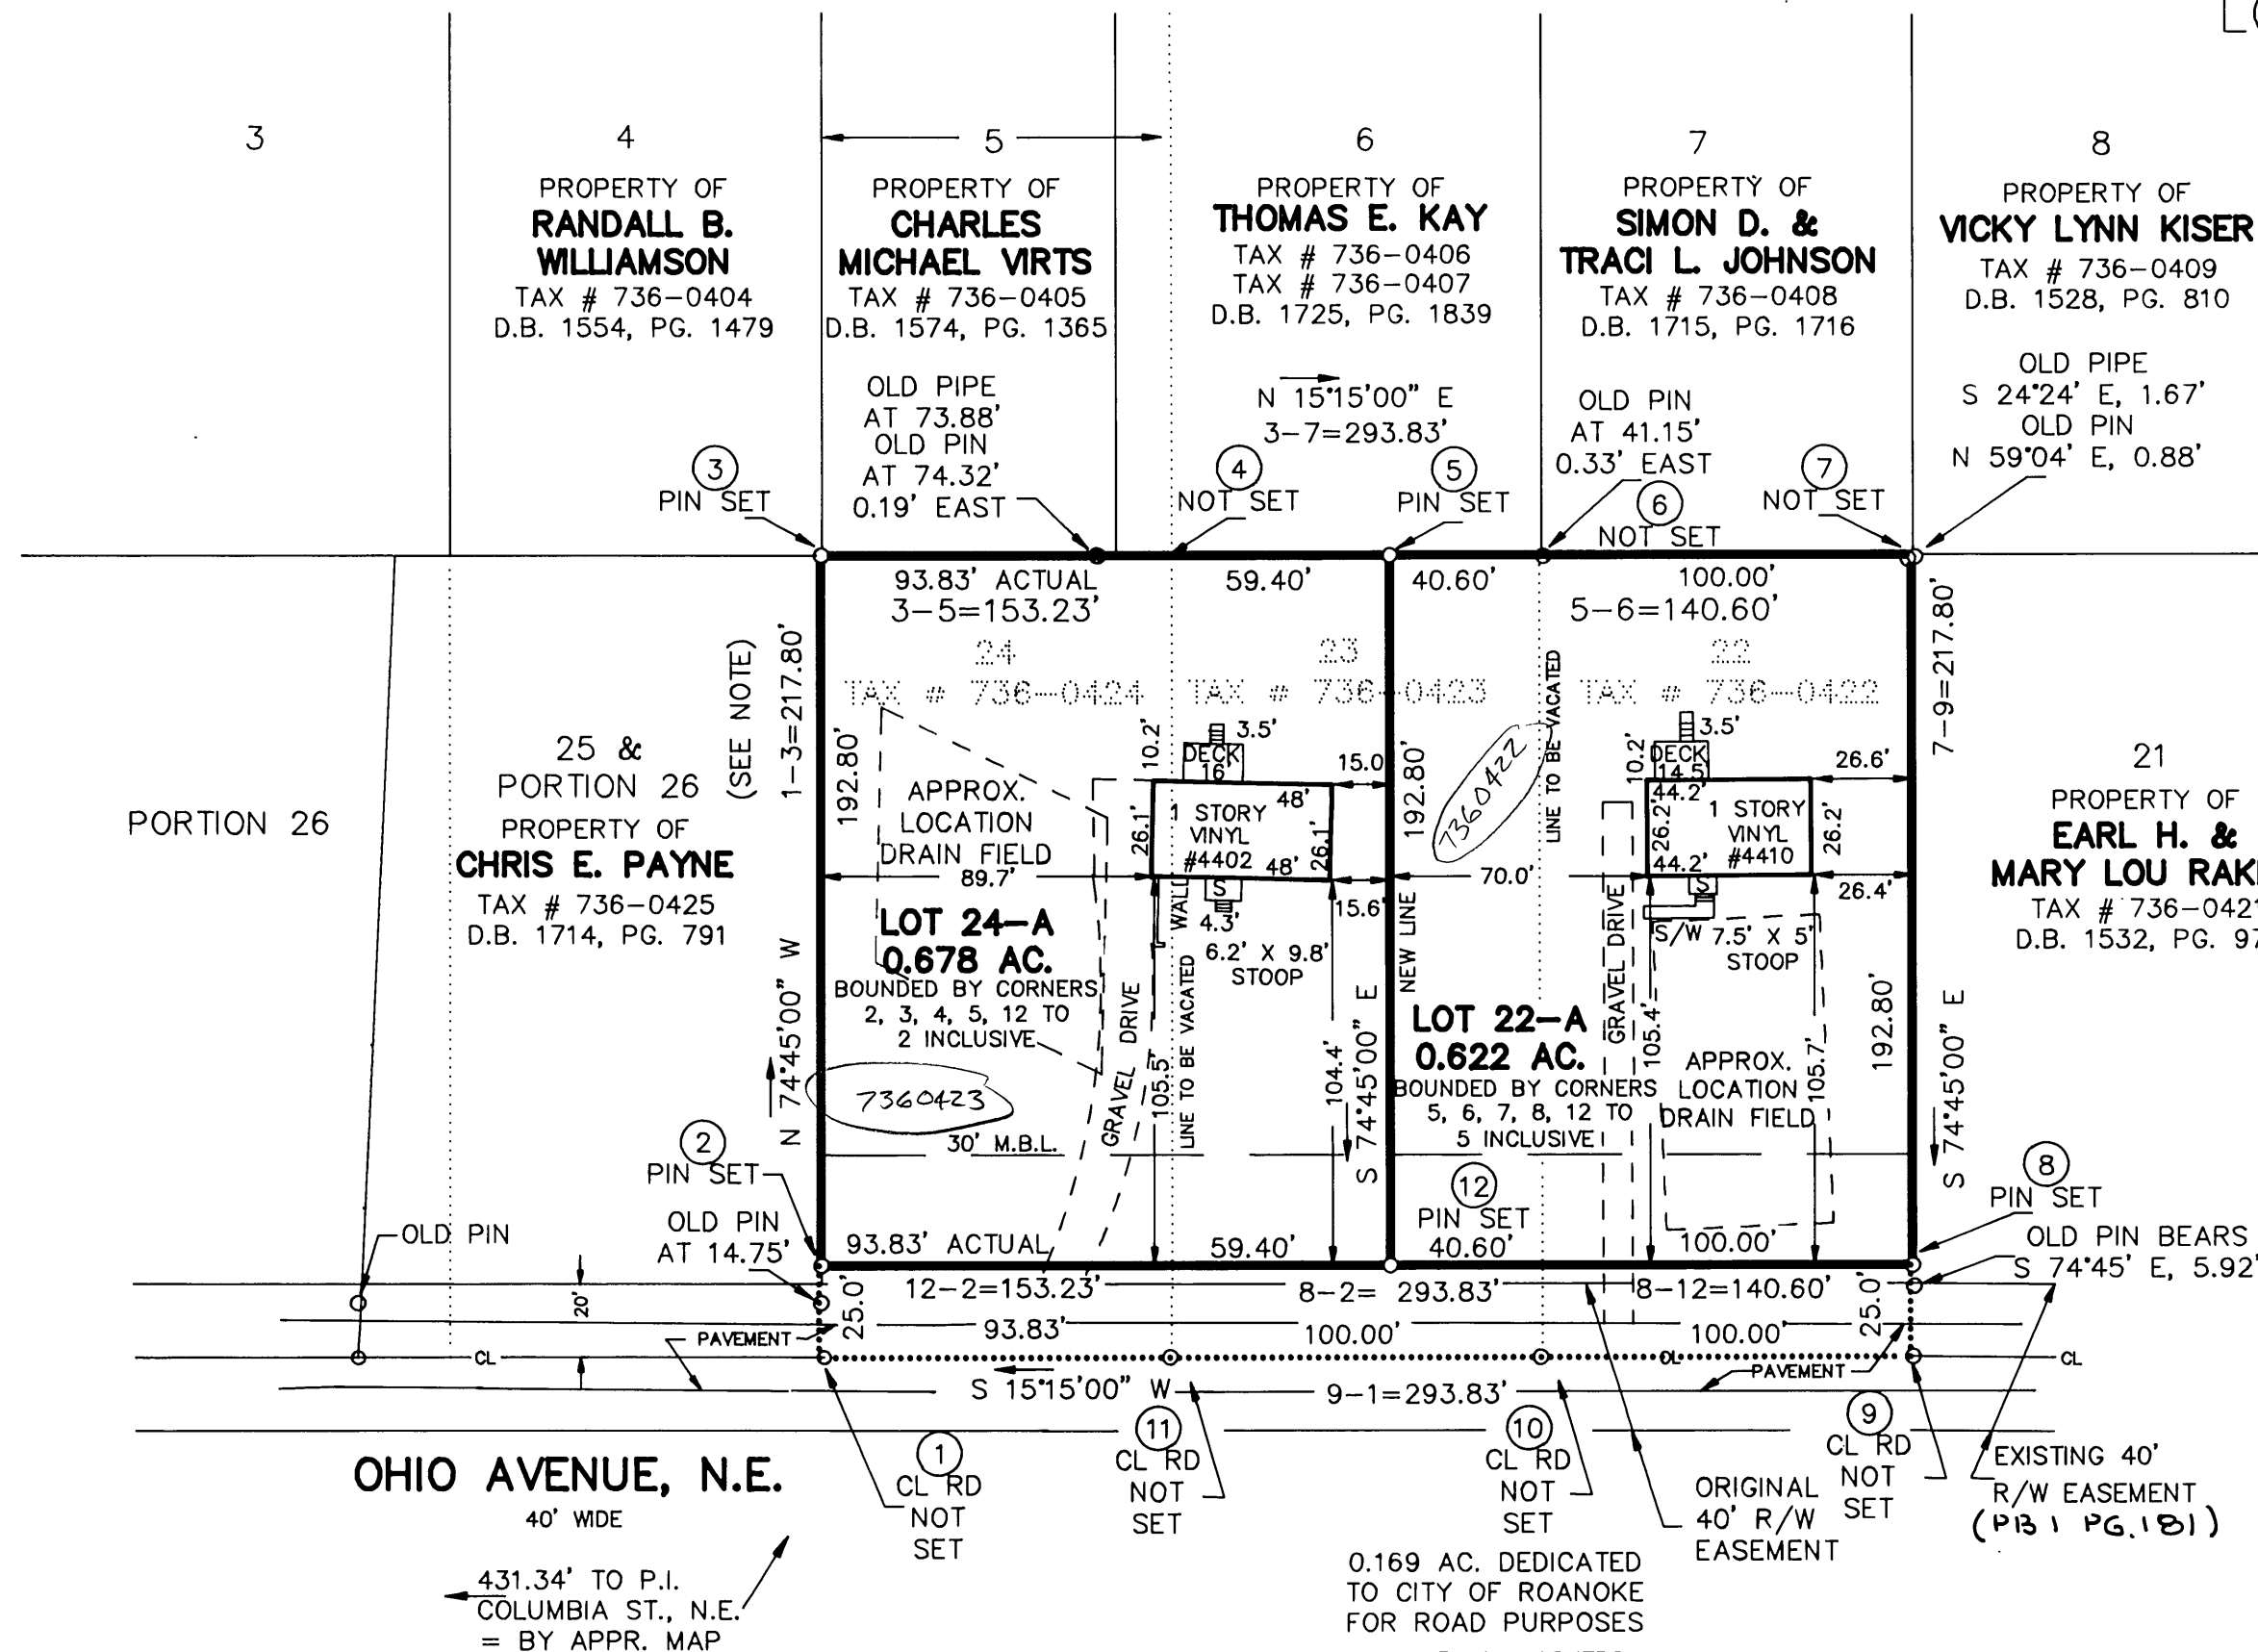 3
4
PROPERTY OF
RANDALL B.
WILLIAMSON
TAX # 736-0404
D.B. 1554, PG. 1479
5
PROPERTY OF
CHARLES
MICHAEL VIRTS
TAX # 736-0405
D.B. 1574, PG. 1365
6
PROPERTY OF
THOMAS E. KAY
TAX # 736-0406
TAX # 736-0407
D.B. 1725, PG. 1839
7
PROPERTY OF
SIMON D. &
TRACI L. JOHNSON
TAX # 736-0408
D.B. 1715, PG. 1716
8
PROPERTY OF
VICKY LYNN KISER
TAX # 736-0409
D.B. 1528, PG. 810
OLD PIPE
S 24°24' E, 1.67'
OLD PIN
N 59°04' E, 0.88'
OLD PIPE
AT 73.88'
OLD PIN
AT 74.32'
0.19' EAST
N 15°15'00" E
3-7=293.83'
OLD PIN
AT 41.15'
0.33' EAST
3
PIN SET
4
NOT SET
5
PIN SET
6
NOT SET
7
NOT SET
93.83' ACTUAL
59.40'
40.60'
100.00'
3-5=153.23'
5-6=140.60'
24
TAX # 736-0424
23
TAX # 736-0423
22
TAX # 736-0422
(SEE NOTE)
1-3=217.80'
192.80'
N 74°45'00" W
25 &
PORTION 26
PROPERTY OF
CHRIS E. PAYNE
TAX # 736-0425
D.B. 1714, PG. 791
PORTION 26
APPROX.
LOCATION
DRAIN FIELD
89.7'
LOT 24-A
0.678 AC.
BOUNDED BY CORNERS
2, 3, 4, 5, 12 TO
2 INCLUSIVE
7360423
30' M.B.L.
10.2'
3.5'
DECK
16'
15.0'
48'
26.1'
1 STORY
VINYL
#4402
48'
26.1'
S
4.3'
15.6'
WALL
6.2' X 9.8'
STOOP
GRAVEL DRIVE
105.5'
LINE TO BE VACATED
104.4'
S 74°45'00" E
192.80'
NEW LINE
7360422
LINE TO BE VACATED
70.0'
10.2'
3.5'
DECK
14.5'
26.6'
44.2'
26.2'
1 STORY
VINYL
#4410
26.2'
44.2'
S
26.4'
S/W
7.5' X 5'
STOOP
GRAVEL DRIVE
105.4'
LOT 22-A
0.622 AC.
BOUNDED BY CORNERS
5, 6, 7, 8, 12 TO
5 INCLUSIVE
APPROX.
LOCATION
DRAIN FIELD
105.7'
192.80'
7-9=217.80'
S 74°45'00" E
21
PROPERTY OF
EARL H. &
MARY LOU
TAX # 736-0421
D.B. 1532, PG.
2
PIN SET
OLD PIN
AT 14.75'
OLD PIN
12
PIN SET
8
PIN SET
OLD PIN BEARS
S 74°45' E, 5.92'
93.83' ACTUAL
59.40'
40.60'
100.00'
12-2=153.23'
8-2= 293.83'
8-12=140.60'
20'
25.0'
25.0'
PAVEMENT
93.83'
100.00'
100.00'
CL
CL
PAVEMENT
CL
S 15°15'00" W
9-1=293.83'
OHIO AVENUE, N.E.
40' WIDE
1
CL RD
NOT
SET
11
CL RD
NOT
SET
10
CL RD
NOT
SET
9
CL RD
NOT
SET
ORIGINAL
40' R/W
EASEMENT
EXISTING 40'
R/W EASEMENT
(PB 1 PG. 181)
431.34' TO P.I.
COLUMBIA ST., N.E.
= BY APPR. MAP
0.169 AC. DEDICATED
TO CITY OF ROANOKE
FOR ROAD PURPOSES